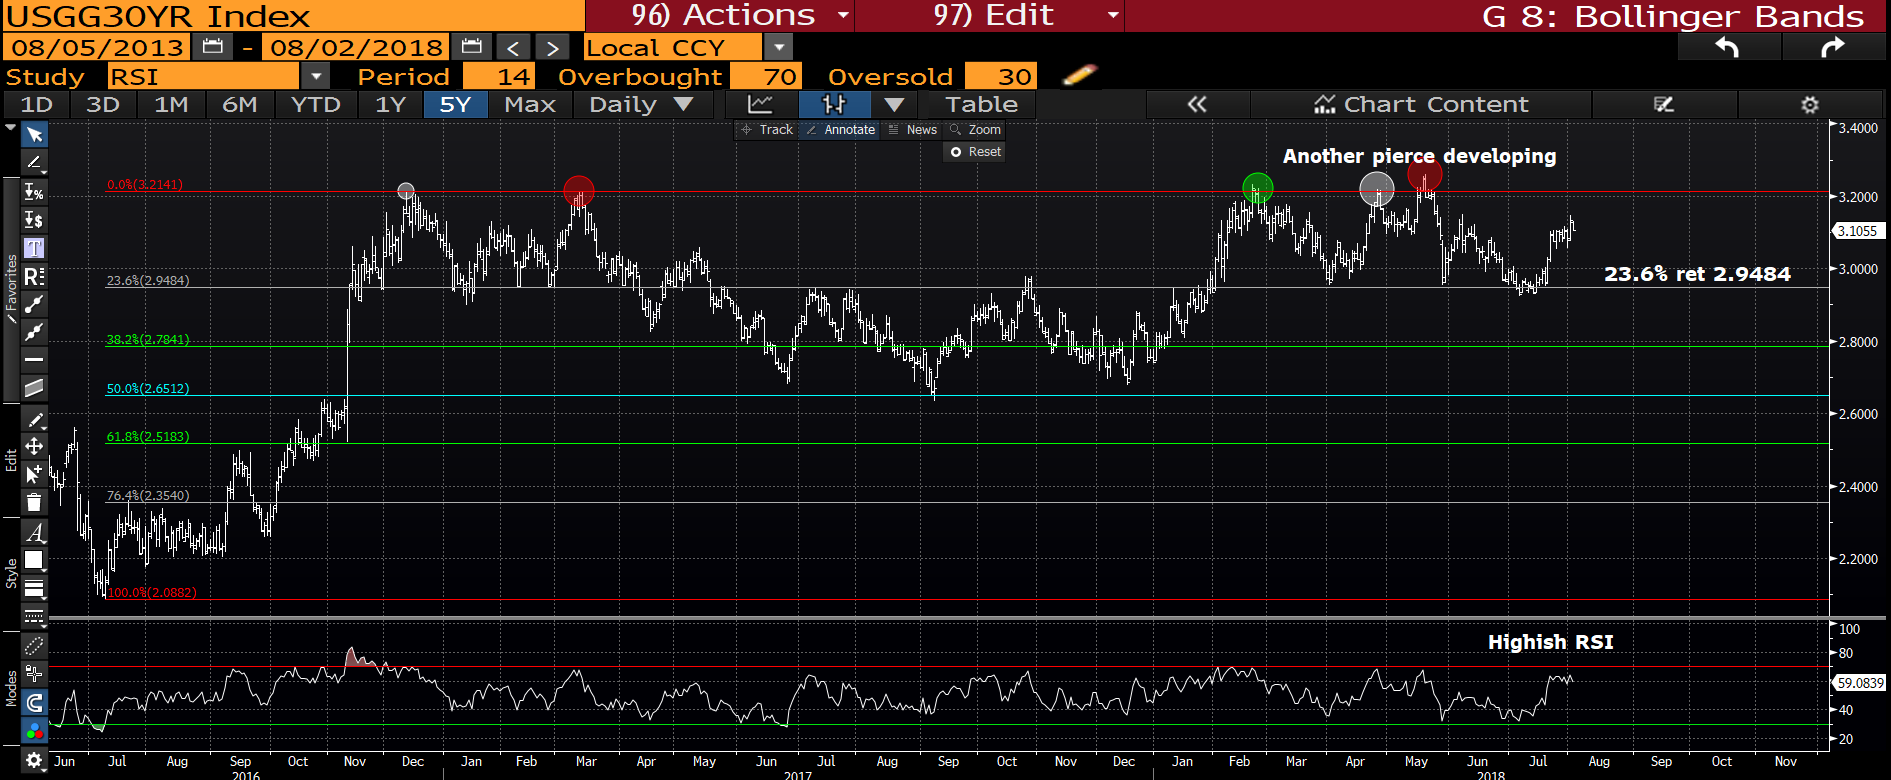 USGG30YR Index 96) Actions 97) Edit G 8: Bollinger Bands
08/05/2013 - 08/02/2018 < > Local CCY
Study RSI Period 14 Overbought 70 Oversold 30
1D 3D 1M 6M YTD 1Y 5Y Max Daily Table « Chart Content
Track Annotate News Zoom
Reset
Another pierce developing
23.6% ret 2.9484
0.0%(3.2141)
23.6%(2.9484)
38.2%(2.7841)
50.0%(2.6512)
61.8%(2.5183)
76.4%(2.3540)
100.0%(2.0882)
3.4000
3.2000
3.1055
3.0000
2.8000
2.6000
2.4000
2.2000
Highish RSI
100
80
59.0839
40
20
Favorites
Edit
Style
Modes
%
$
T
R
A
Jun Jul Aug Sep Oct Nov Dec Jan Feb Mar Apr May Jun Jul Aug Sep Oct Nov Dec Jan Feb Mar Apr May Jun Jul Aug Sep Oct Nov
2016 2017 2018